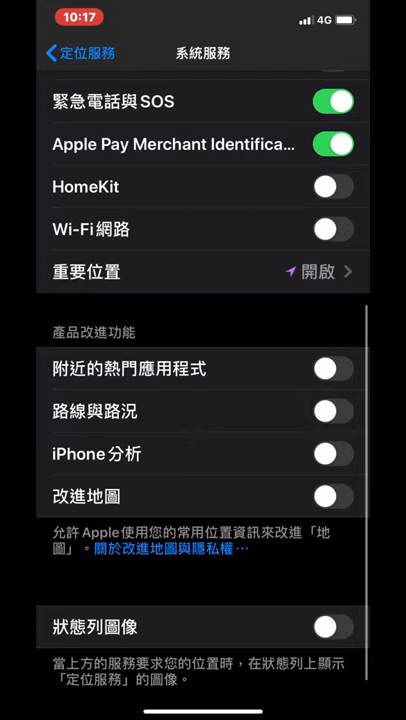 10:17
4G
定位服務
系統服務
緊急電話與SOS
Apple Pay Merchant Identifica...
HomeKit
Wi-Fi網路
重要位置
開啟
產品改進功能
附近的熱門應用程式
路線與路況
iPhone分析
改進地圖
允許Apple使用您的常用位置資訊來改進「地
圖」。關於改進地圖與隱私權⋯
狀態列圖像
當上方的服務要求您的位置時，在狀態列上顯示
「定位服務」的圖像。